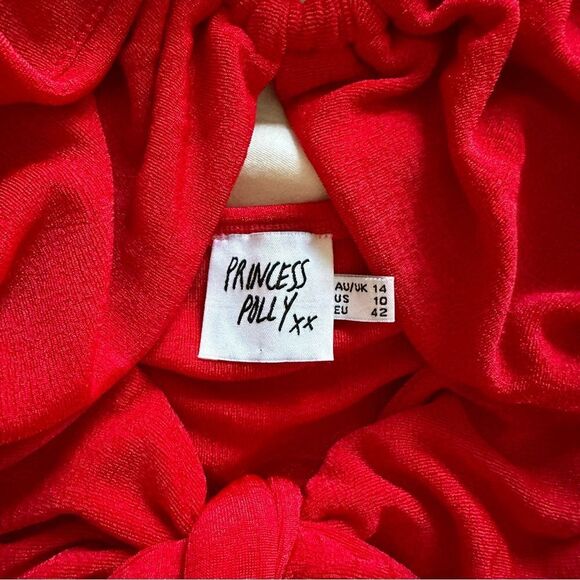 PRINCESS
POLLY xx
AU/UK 14
US 10
EU 42